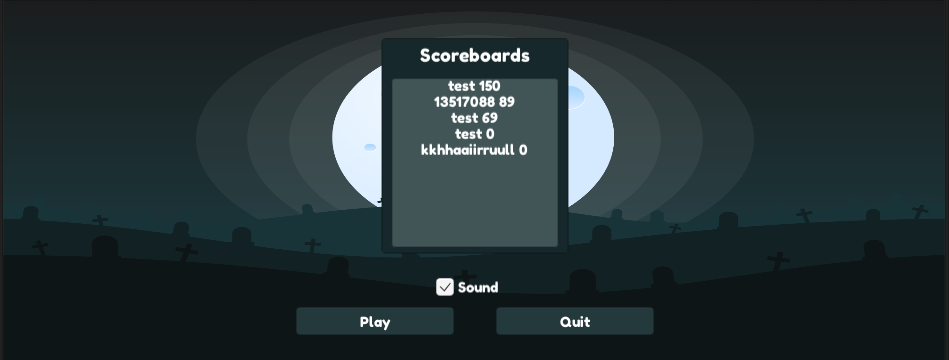 Scoreboards
test 150
13517088 89
test 69
test 0
kkhhaaiirruull 0
Sound
Play
Quit